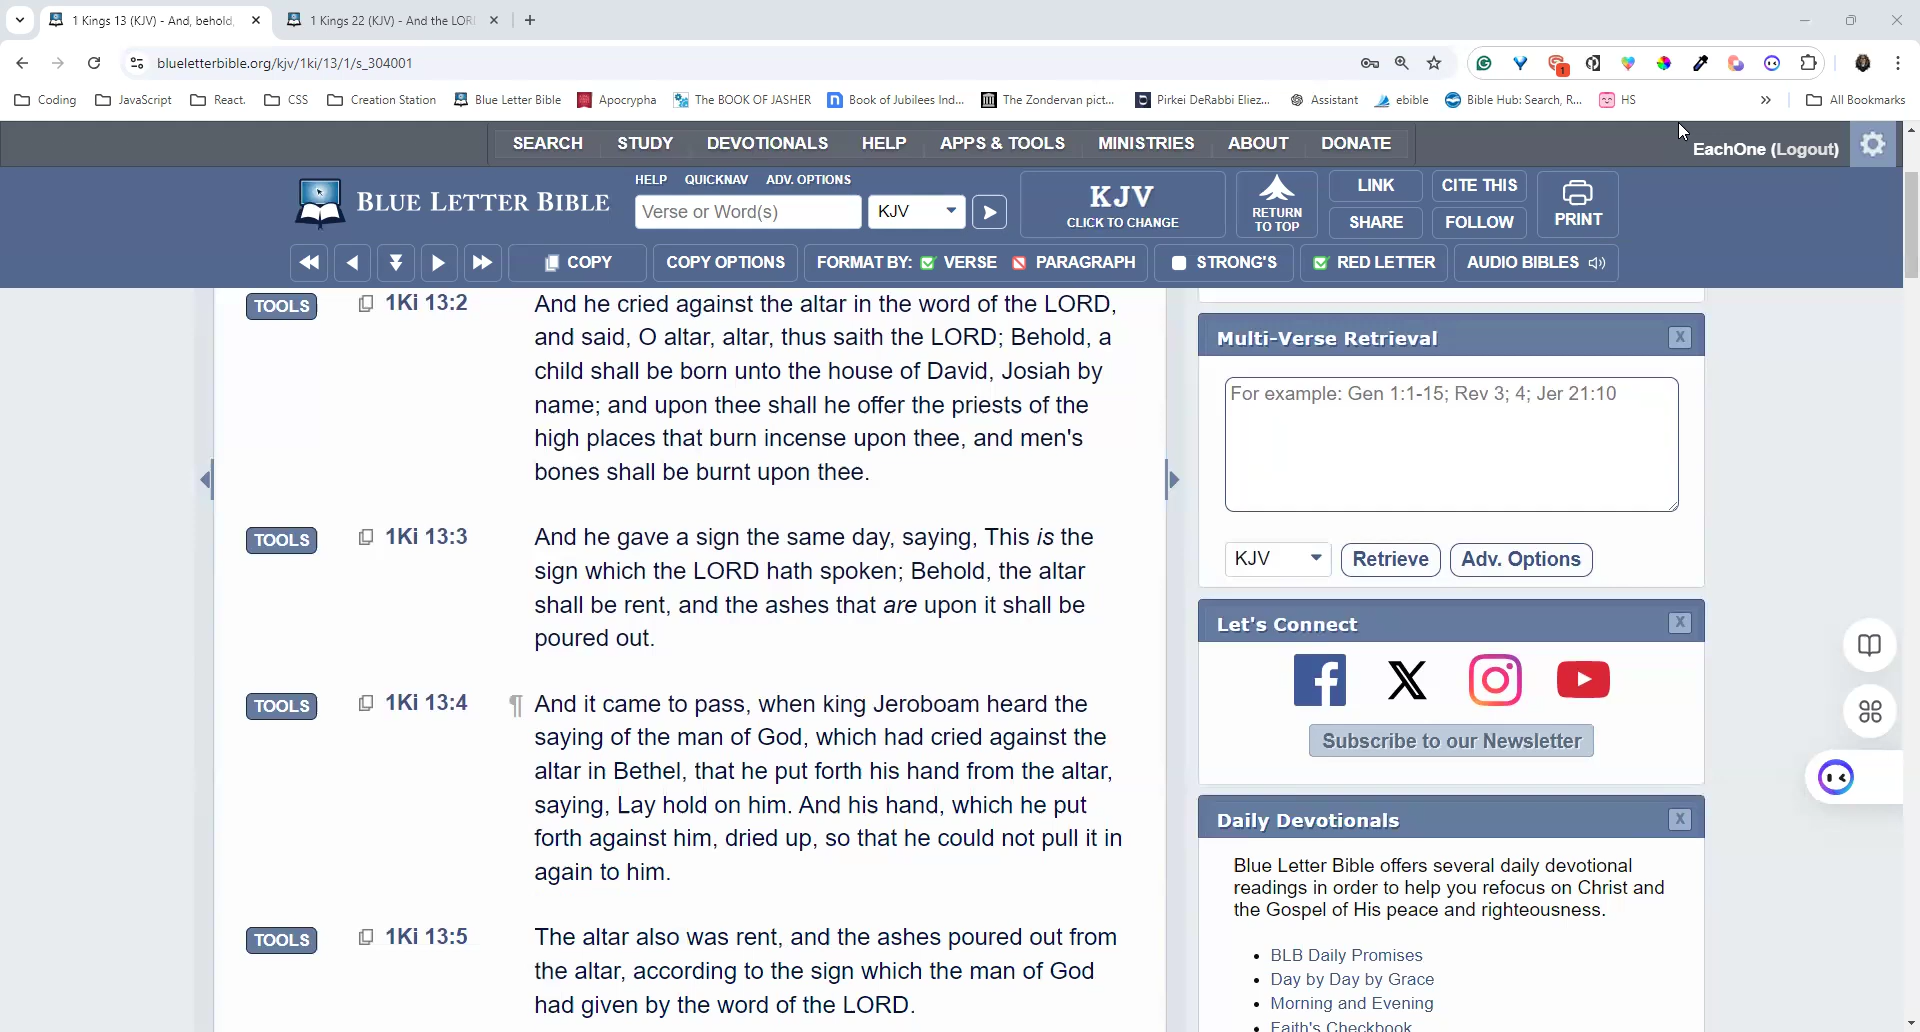 1 Kings 13 (KJV) - And, behold,
1 Kings 22 (KJV) - And the LOR
blueletterbible.org/kjv/1ki/13/1/s_304001
1
Coding
JavaScript
React.
CSS
Creation Station
Blue Letter Bible
Apocrypha
The BOOK OF JASHER
Book of Jubilees Ind...
The Zondervan pict...
Pirkei DeRabbi Eliez...
Assistant
ebible
Bible Hub: Search, R...
HS
All Bookmarks
SEARCH STUDY DEVOTIONALS HELP APPS & TOOLS MINISTRIES ABOUT DONATE
EachOne (Logout)
BLUE LETTER BIBLE
HELP QUICKNAV ADV. OPTIONS
Verse or Word(s)
KJV
KJV
CLICK TO CHANGE
RETURN
TO TOP
LINK
CITE THIS
SHARE
FOLLOW
PRINT
COPY
COPY OPTIONS
FORMAT BY: VERSE PARAGRAPH
STRONG'S
RED LETTER
AUDIO BIBLES
TOOLS
1Ki 13:2
And he cried against the altar in the word of the LORD,
and said, O altar, altar, thus saith the LORD; Behold, a
child shall be born unto the house of David, Josiah by
name; and upon thee shall he offer the priests of the
high places that burn incense upon thee, and men's
bones shall be burnt upon thee.
TOOLS
1Ki 13:3
And he gave a sign the same day, saying, This is the
sign which the LORD hath spoken; Behold, the altar
shall be rent, and the ashes that are upon it shall be
poured out.
TOOLS
1Ki 13:4
¶ And it came to pass, when king Jeroboam heard the
saying of the man of God, which had cried against the
altar in Bethel, that he put forth his hand from the altar,
saying, Lay hold on him. And his hand, which he put
forth against him, dried up, so that he could not pull it in
again to him.
TOOLS
1Ki 13:5
The altar also was rent, and the ashes poured out from
the altar, according to the sign which the man of God
had given by the word of the LORD.
Multi-Verse Retrieval
X
For example: Gen 1:1-15; Rev 3; 4; Jer 21:10
KJV
Retrieve
Adv. Options
Let's Connect
X
Subscribe to our Newsletter
Daily Devotionals
X
Blue Letter Bible offers several daily devotional
readings in order to help you refocus on Christ and
the Gospel of His peace and righteousness.
• BLB Daily Promises
• Day by Day by Grace
• Morning and Evening
• Faith's Checkbook